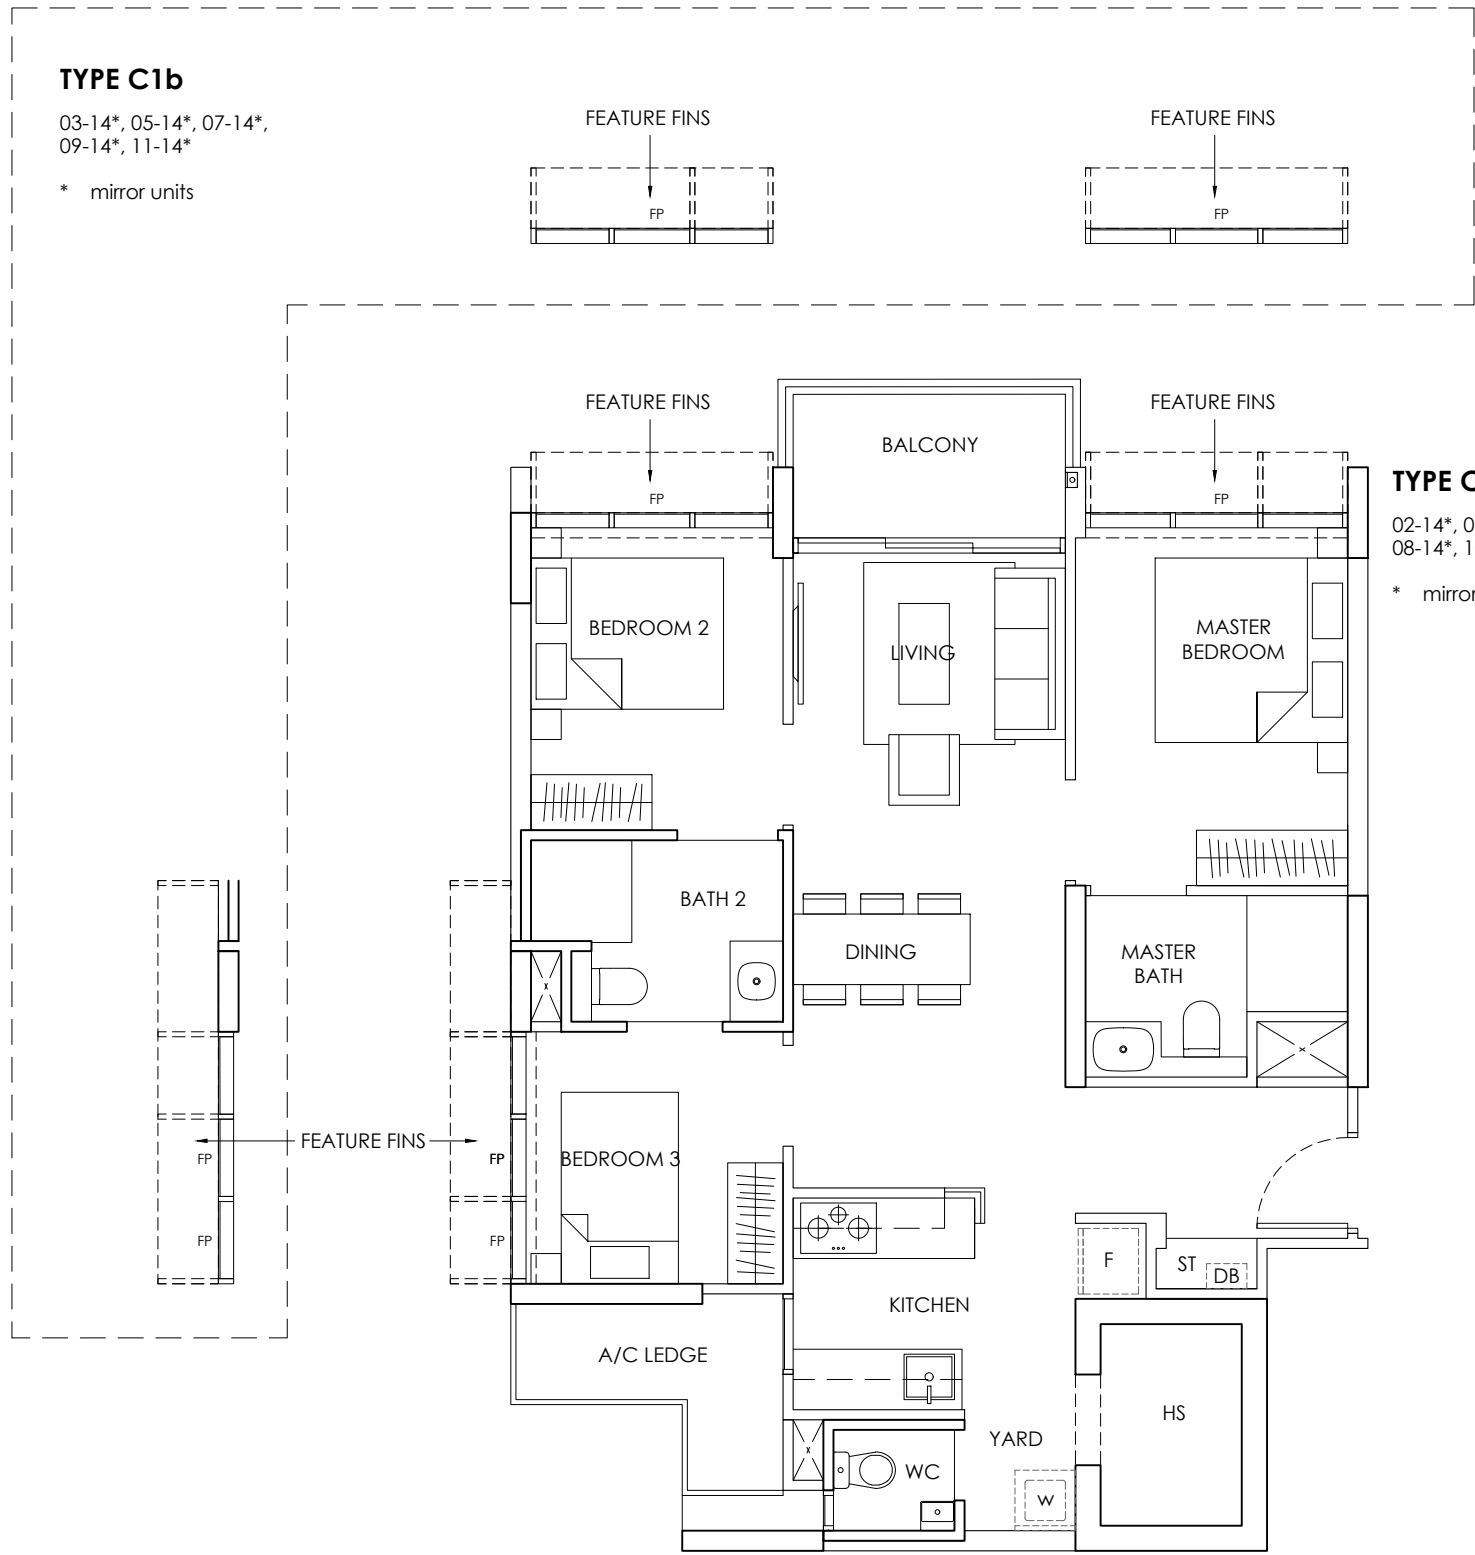 TYPE C1b
03-14*, 05-14*, 07-14*,
09-14*, 11-14*
* mirror units
FEATURE FINS
FEATURE FINS
FP
FP
FEATURE FINS
FEATURE FINS
BALCONY
FP
FP
TYPE
02-14*,
08-14*,
* mirror
BEDROOM 2
LIVING
MASTER
BEDROOM
BATH 2
DINING
MASTER
BATH
FEATURE FINS
FP
FP
BEDROOM 3
FP
FP
F
ST
DB
KITCHEN
A/C LEDGE
HS
YARD
WC
W